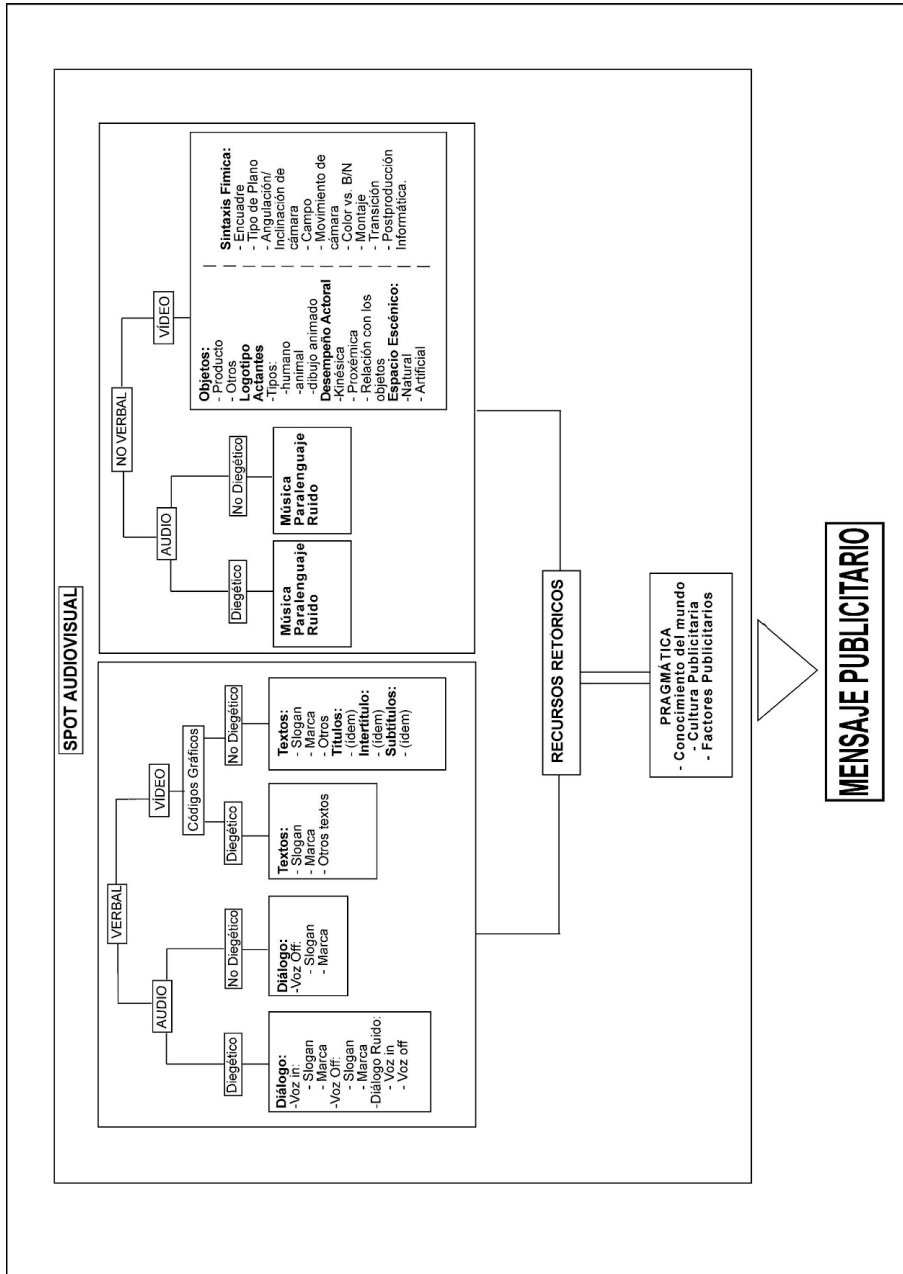 SPOT AUDIOVISUAL
VERBAL
AUDIO
Diegético
Diálogo:
-Voz in:
- Slogan
- Marca
-Voz Off:
- Slogan
- Marca
-Diálogo Ruido:
- Voz in
- Voz off
No Diegético
Diálogo:
-Voz Off:
- Slogan
- Marca
VÍDEO
Códigos Gráficos
Diegético
Textos:
- Slogan
- Marca
- Otros textos
No Diegético
Textos:
- Slogan
- Marca
- Otros
Títulos:
- (ídem)
Intertítulo:
- (ídem)
Subtítulos:
- (ídem)
NO VERBAL
AUDIO
Diegético
Música
Paralenguaje
Ruido
No Diegético
Música
Paralenguaje
Ruido
VÍDEO
Objetos:
- Producto
- Otros
Logotipo
Actantes
-Tipos:
-humano
-animal
-dibujo animado
Desempeño Actoral
-Kinésica
- Proxémica
- Relación con los
objetos
Espacio Escénico:
-Natural
- Artificial
Sintaxis Fímica:
- Encuadre
- Tipo de Plano
- Angulación/
Inclinación de
cámara
- Campo
- Movimiento de
cámara
- Color vs. B/N
- Montaje
- Transición
- Postproducción
Informática.
RECURSOS RETORICOS
PRAGMÁTICA
- Conocimiento del mundo
- Cultura Publicitaria
- Factores Publicitarios
MENSAJE PUBLICITARIO